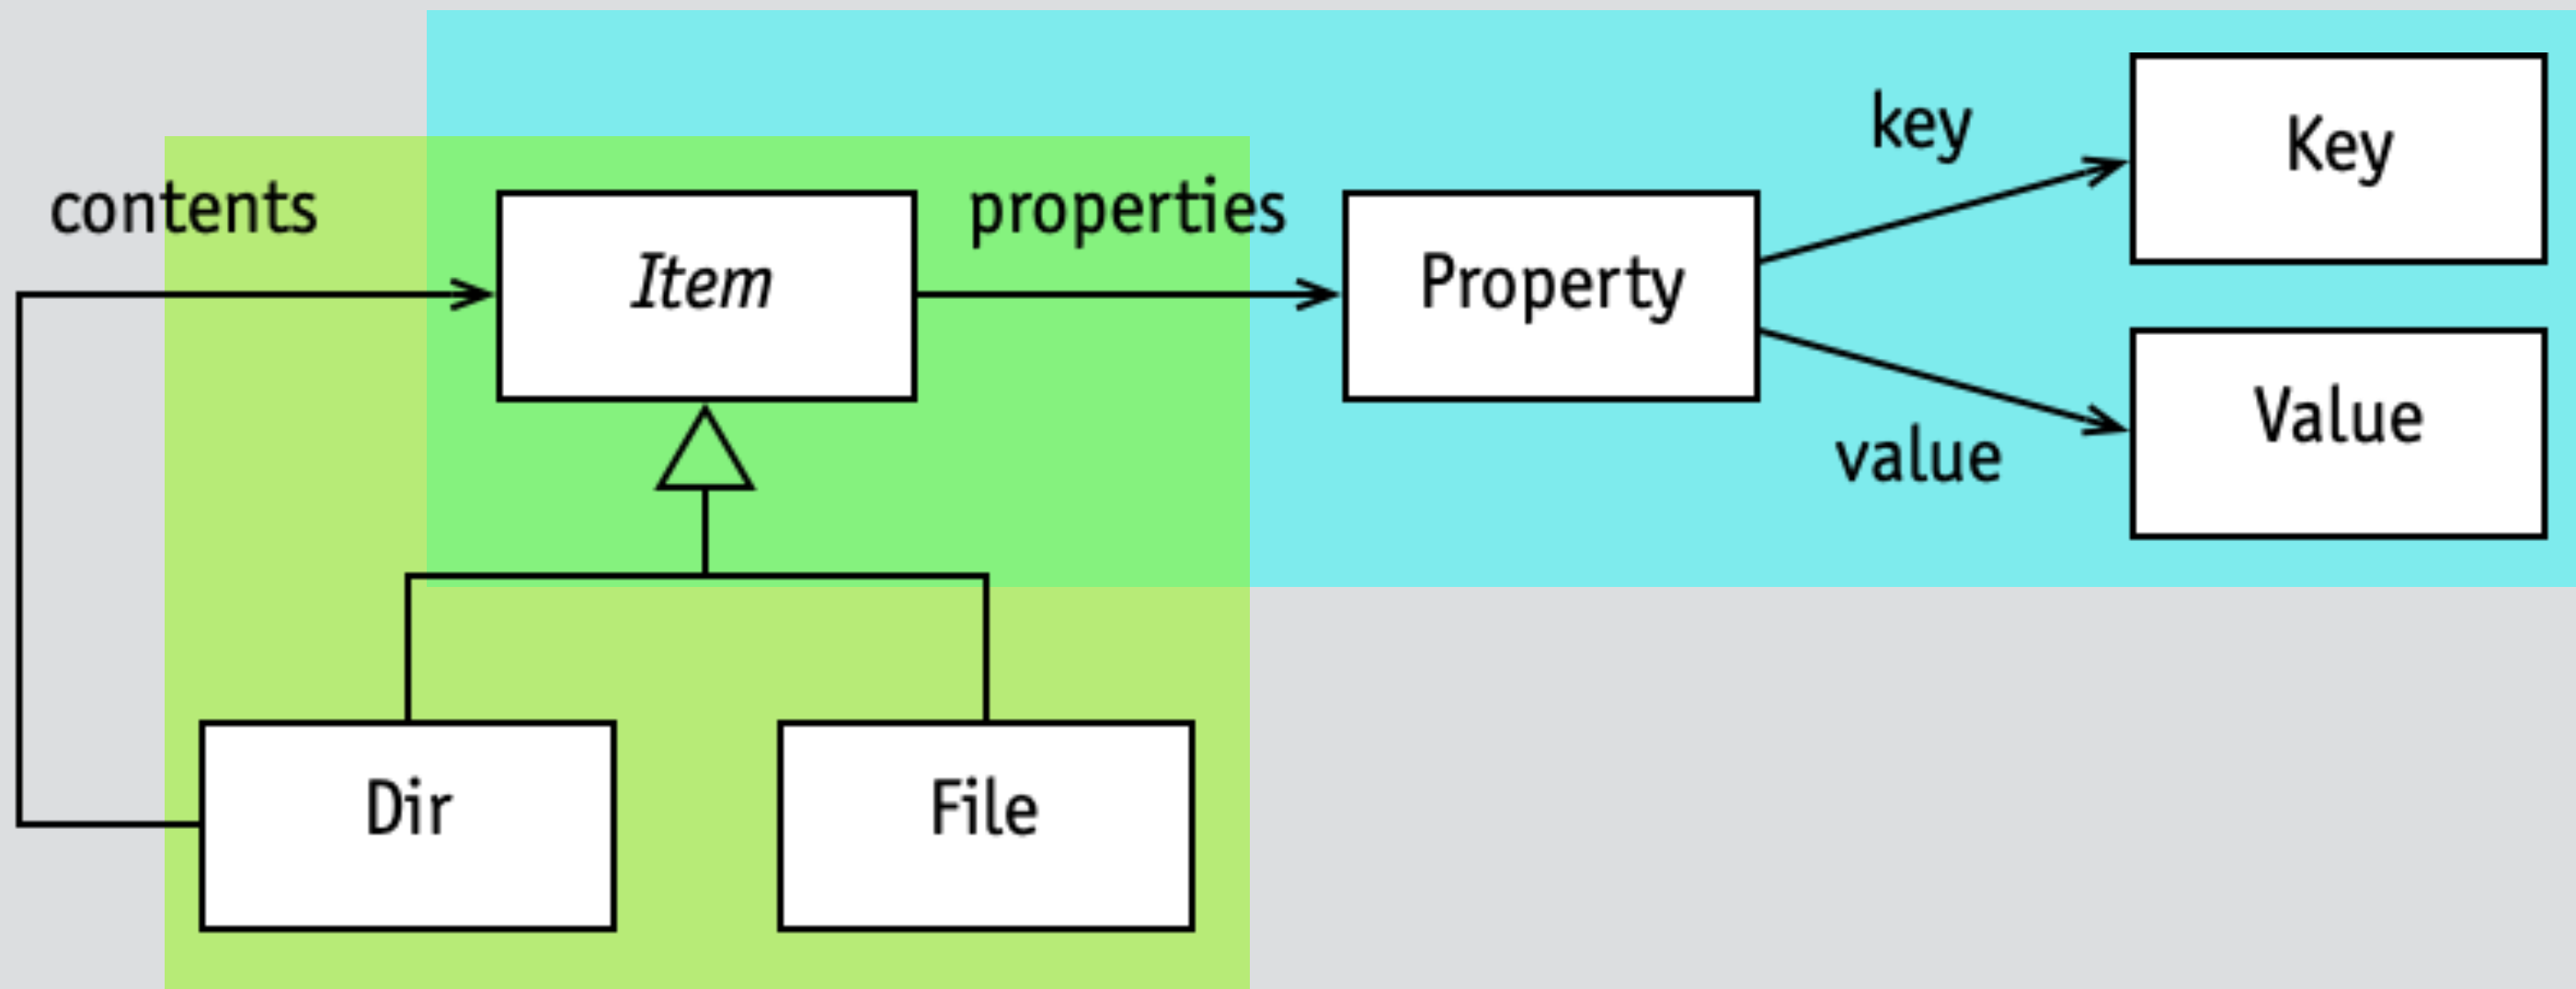 key
Key
contents
properties
Item
Property
value
Value
Dir
File